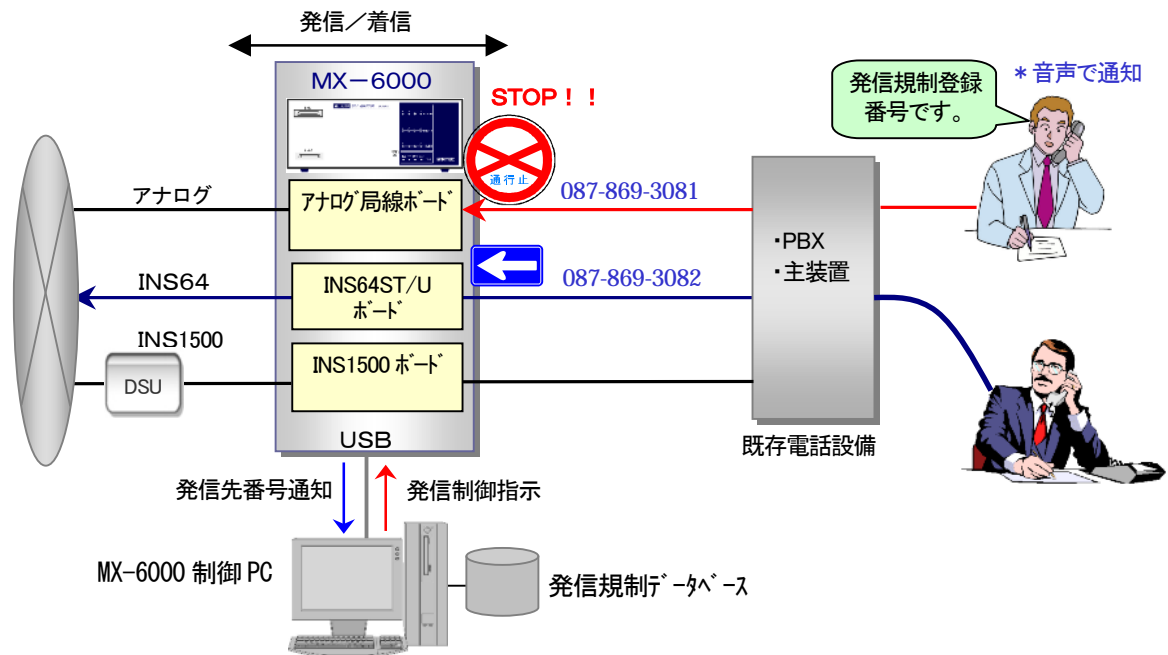 発信／着信
MX－6000
STOP！！
発信規制登録
番号です。
＊音声で通知
通行止
アナログ
アナログ局線ボード
087-869-3081
・PBX
・主装置
INS64
INS64ST/U
ボード
087-869-3082
INS1500
DSU
INS1500 ボード
USB
既存電話設備
発信先番号通知
発信制御指示
MX-6000 制御 PC
発信規制データベース